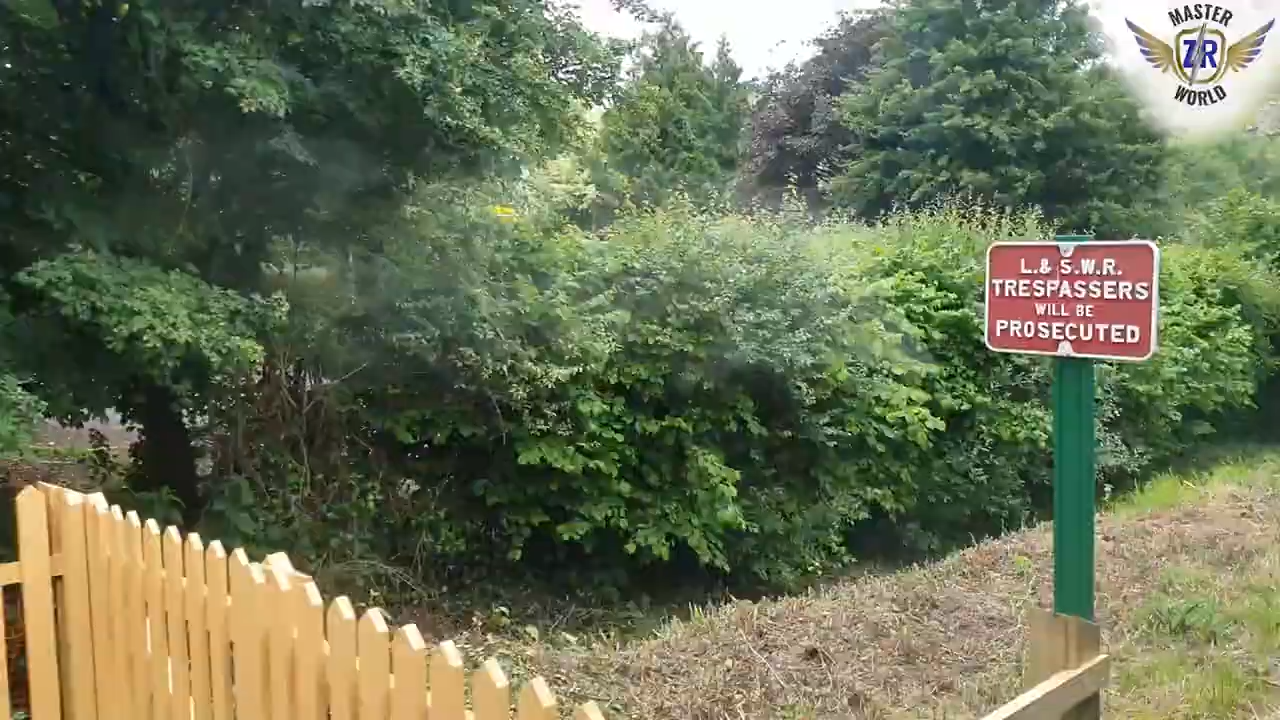 MASTER
ZR
WORLD
L.& S.W.R.
TRESPASSERS
WILL BE
PROSECUTED